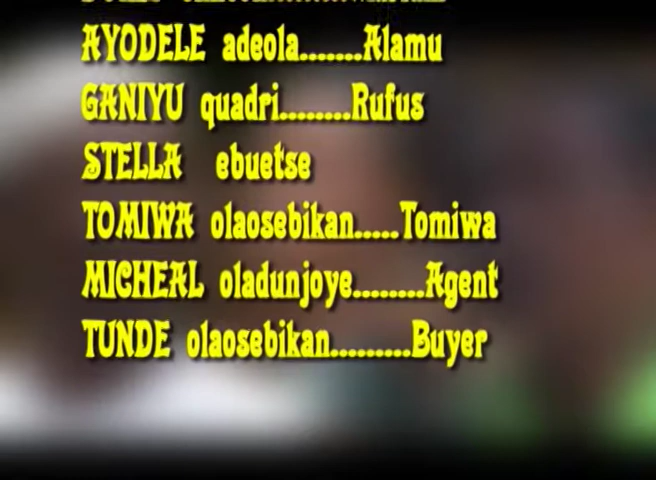 AYODELE adeola.......Alamu
GANIYU quadri........Rufus
STELLA ebuetse
TOMIWA olaosebikan.....Tomiwa
MICHEAL oladunjoye........Agent
TUNDE olaosebikan.........Buyer